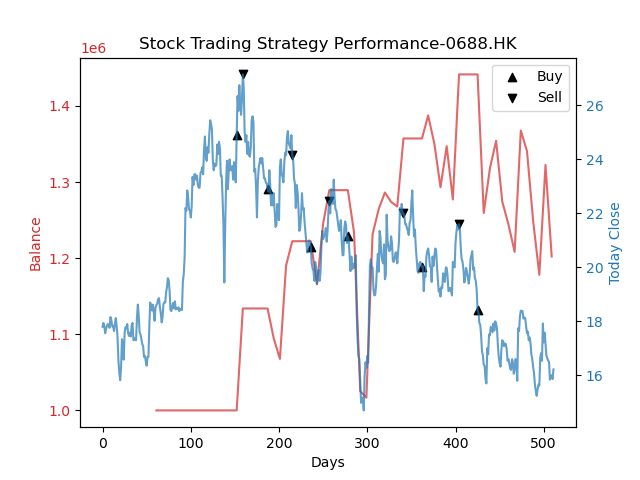 Stock Trading Strategy Performance-0688.HK
1e6
Buy
Sell
1.4
1.3
1.2
1.1
1.0
Balance
26
24
22
20
18
16
Today Close
0
100
200
300
400
500
Days